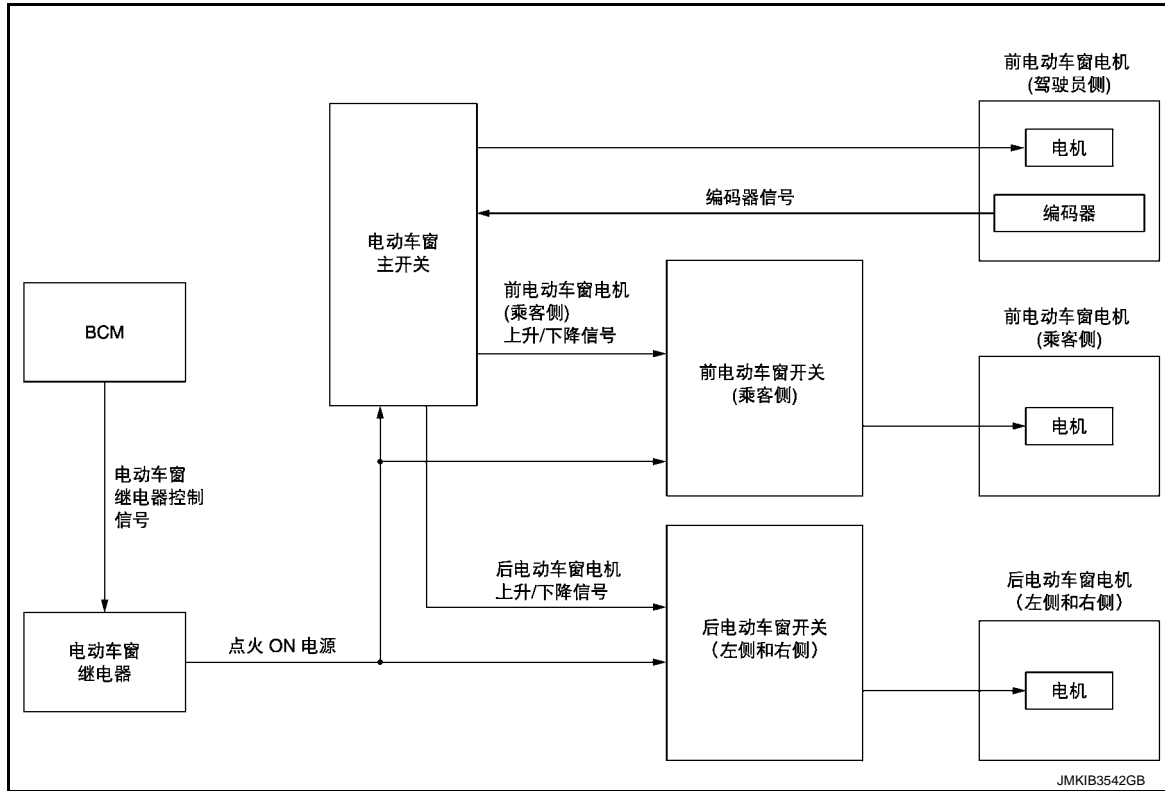 前电动车窗电机
(驾驶员侧)
电机
编码器信号
编码器
电动车窗
主开关
前电动车窗电机
(乘客侧)
上升/下降信号
前电动车窗电机
(乘客侧)
BCM
前电动车窗开关
(乘客侧)
电机
电动车窗
继电器控制
信号
后电动车窗电机
上升/下降信号
后电动车窗电机
（左侧和右侧）
电动车窗
继电器
点火 ON 电源
后电动车窗开关
（左侧和右侧）
电机
JMKIB3542GB